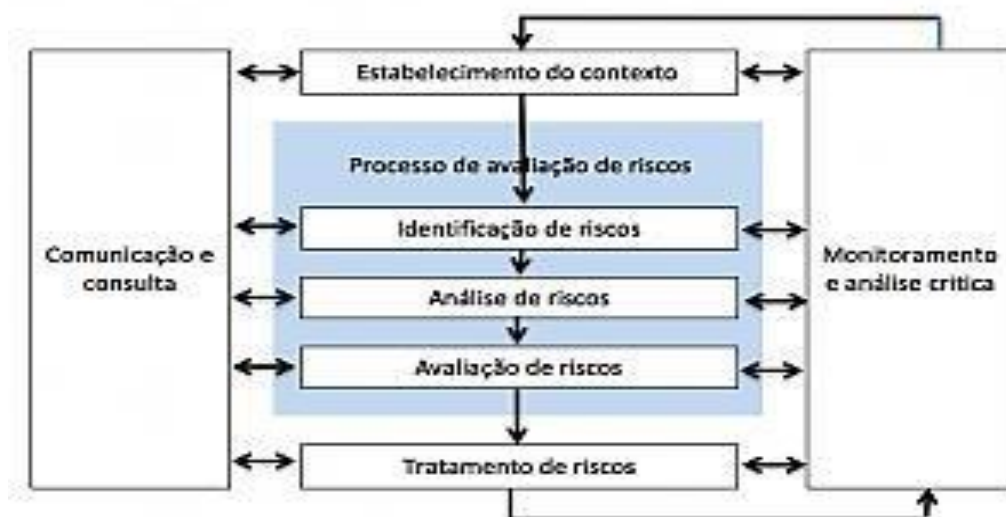 Estabelecimento do contexto
Processo de avaliação de riscos
Identificação de riscos
Comunicação e
consulta
Análise de riscos
Monitoramento
e análise crítica
Avaliação de riscos
Tratamento de riscos